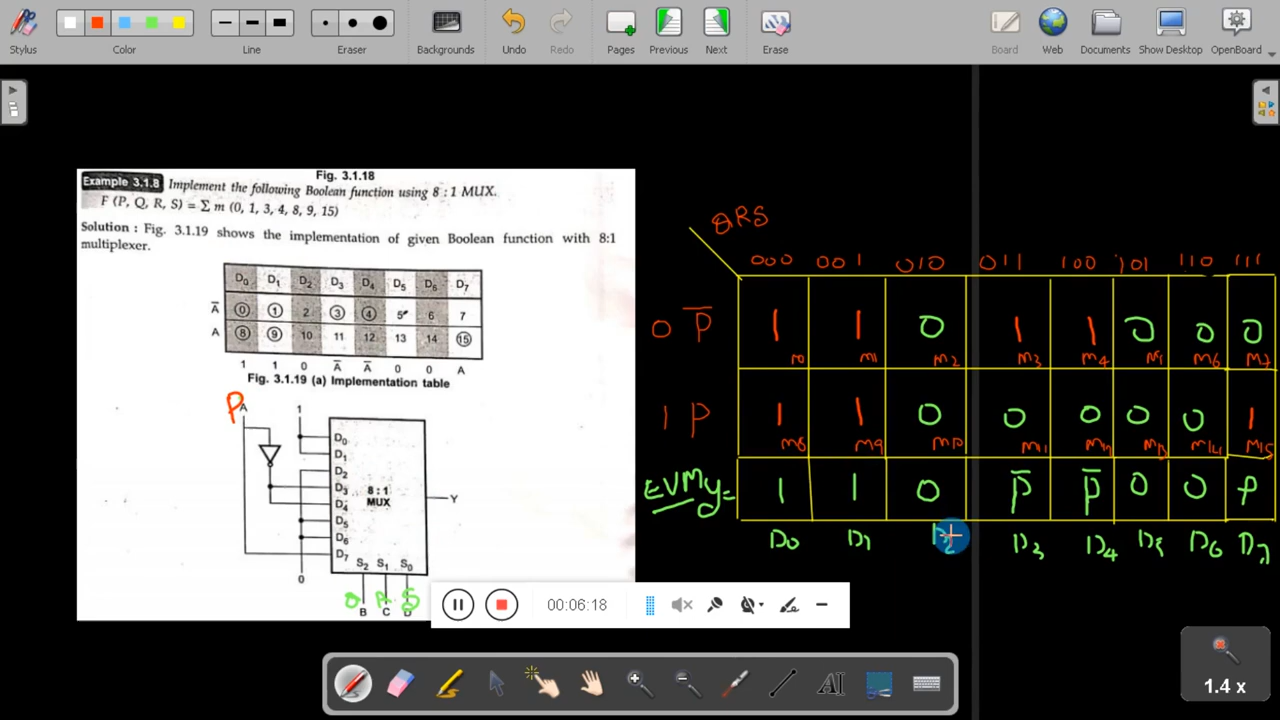 Stylus
Color
Line
Eraser
Backgrounds
Undo
Redo
Pages
Previous
Next
Erase
Board
Web
Documents
Show Desktop
OpenBoard
Fig. 3.1.18
Example 3.1.8 Implement the following Boolean function using 8 : 1 MUX.
F (P, Q, R, S) = Σ m (0, 1, 3, 4, 8, 9, 15)
Solution : Fig. 3.1.19 shows the implementation of given Boolean function with 8:1
multiplexer.
D0 D1 D2 D3 D4 D5 D6 D7
A̅ 0 1 2 3 4 5 6 7
A 8 9 10 11 12 13 14 15
1 1 0 A̅ A̅ 0 0 A
Fig. 3.1.19 (a) Implementation table
P A 1
D0
D1
D2
D3
D4
D5
D6
D7
8 : 1
MUX
Y
S2 S1 S0
0
Q R S
B C D
QRS
000 001 010 011 100 101 110 111
0 P̅ 1 1 0 1 1 0 0 0
m0 m1 m2 m3 m4 m5 m6 m7
1 P 1 1 0 0 0 0 0 1
m8 m9 m10 m11 m12 m13 m14 m15
EVM y= 1 1 0 P̅ P̅ 0 0 P
D0 D1 D2 D3 D4 D5 D6 D7
00:06:18
AI
1.4 x